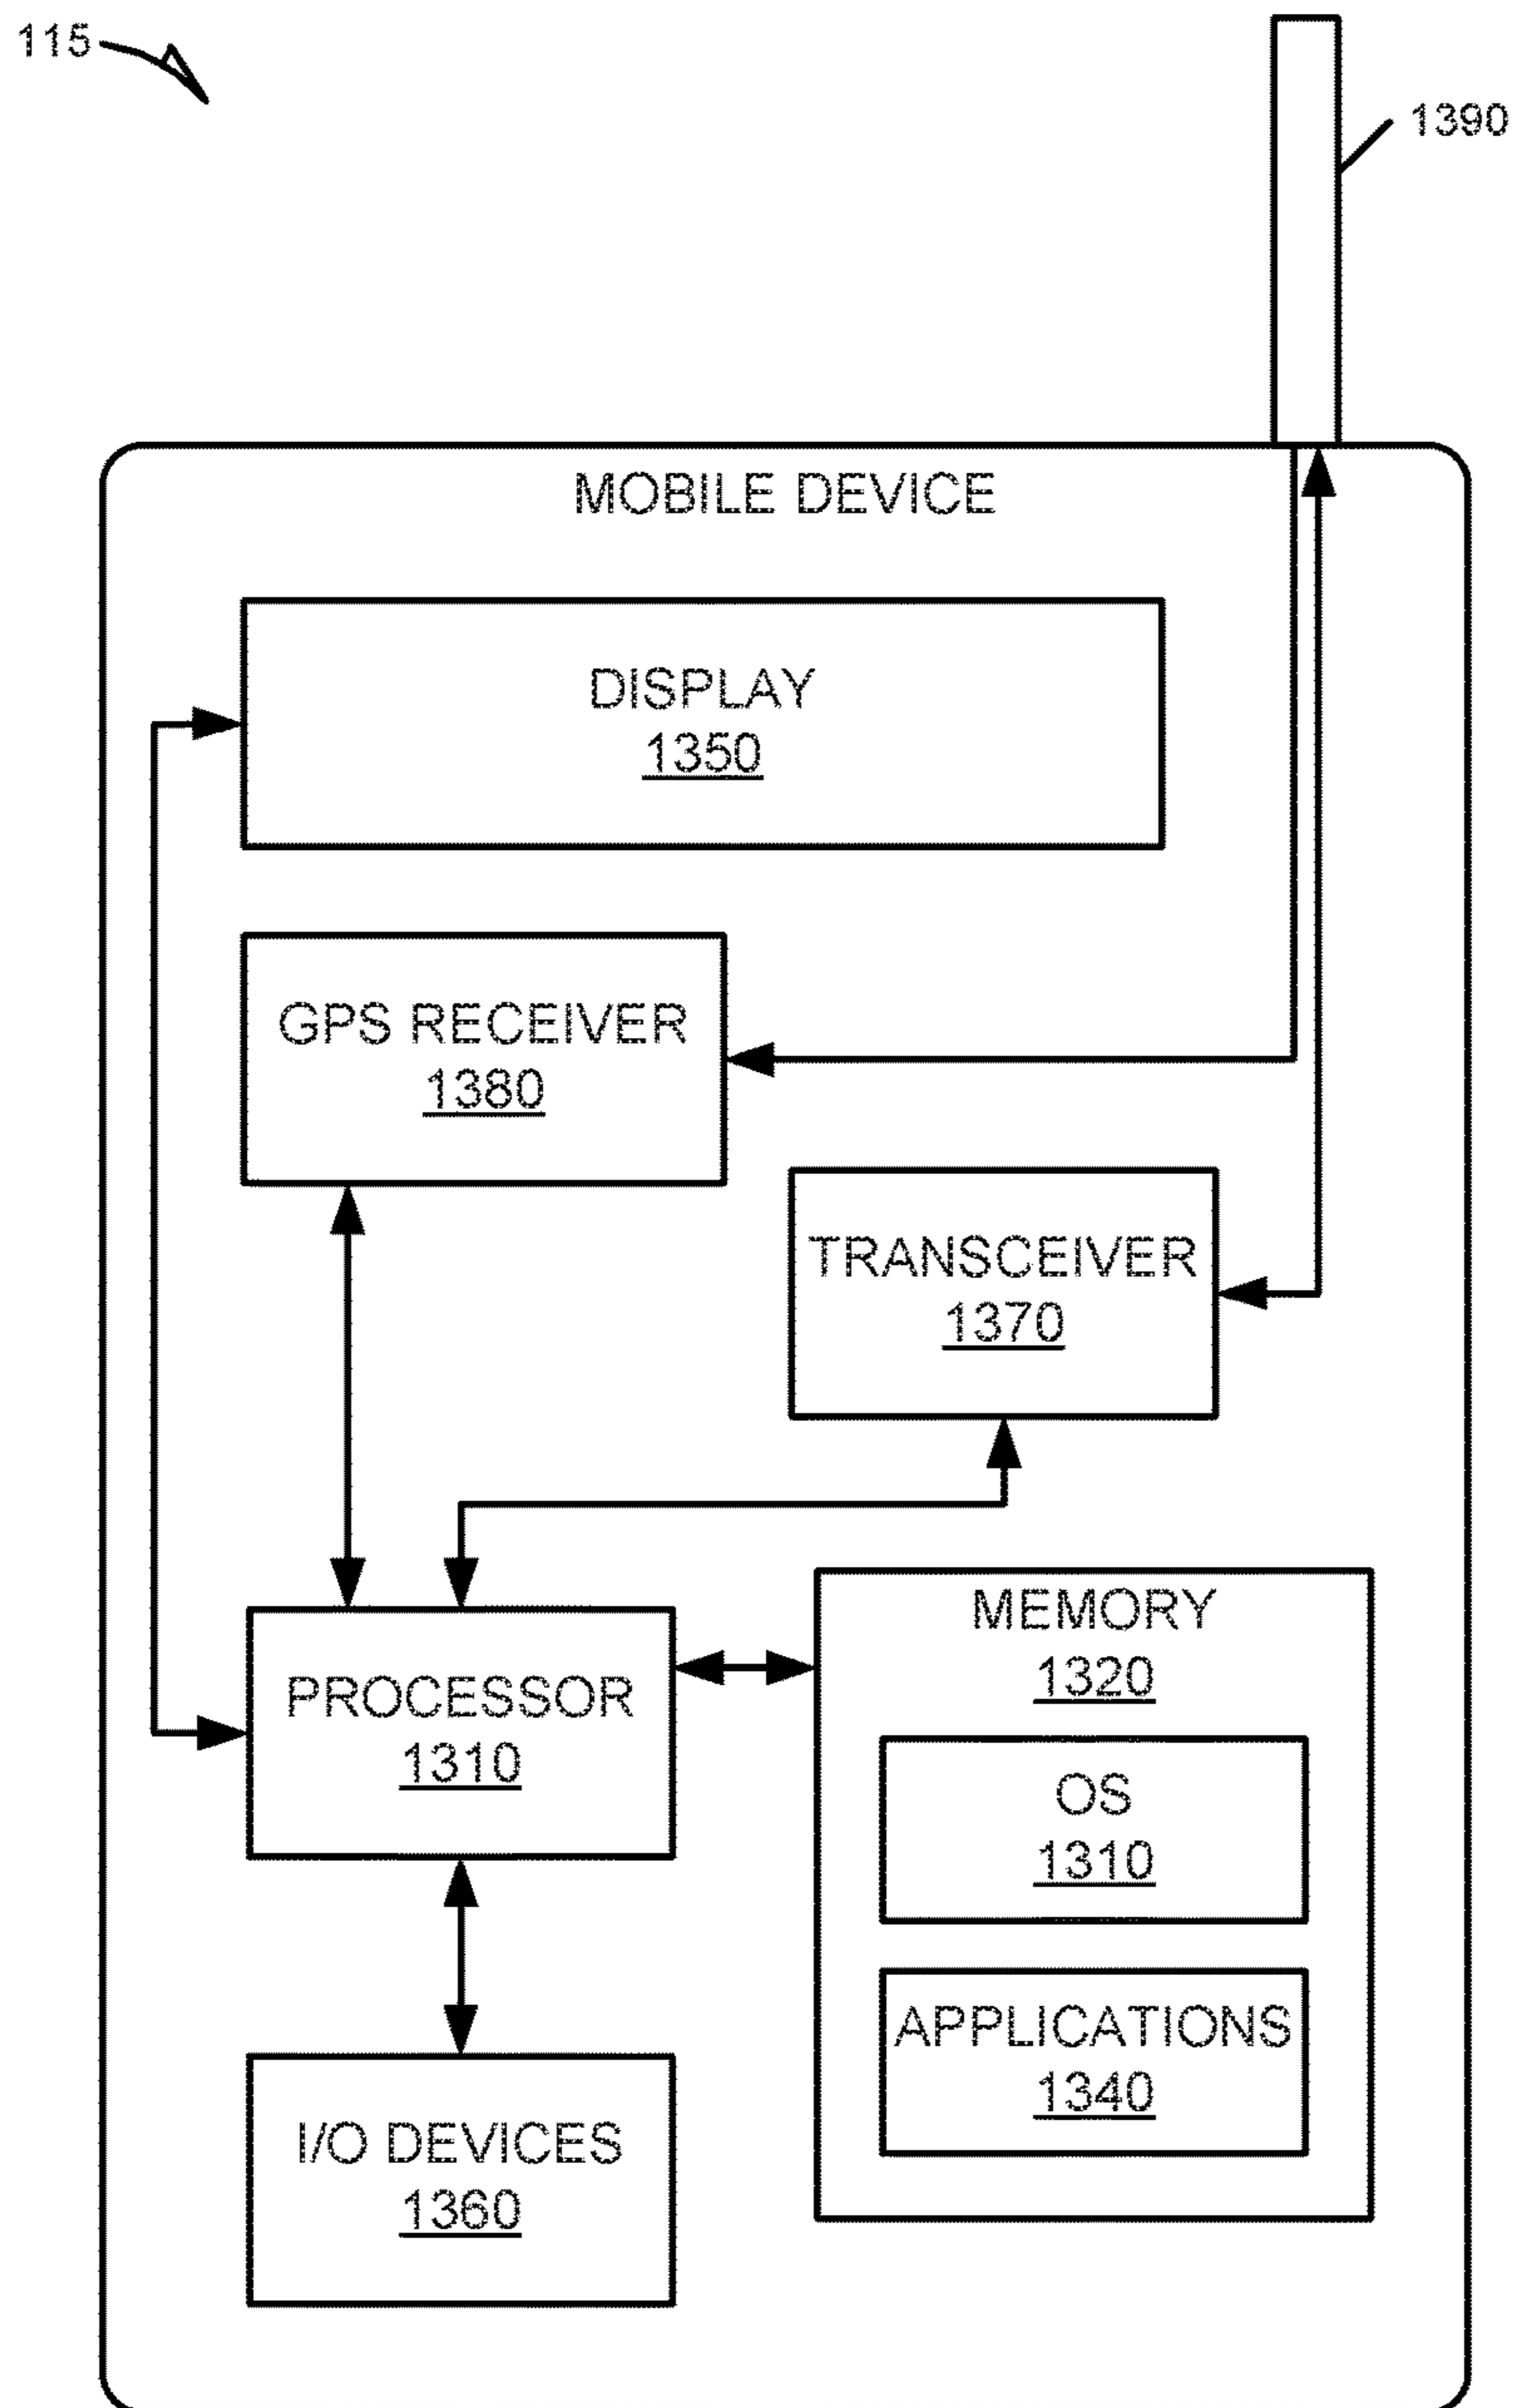 115
1390
MOBILE DEVICE
DISPLAY
1350
GPS RECEIVER
1380
TRANSCEIVER
1370
PROCESSOR
1310
MEMORY
1320
OS
1310
APPLICATIONS
1340
I/O DEVICES
1360